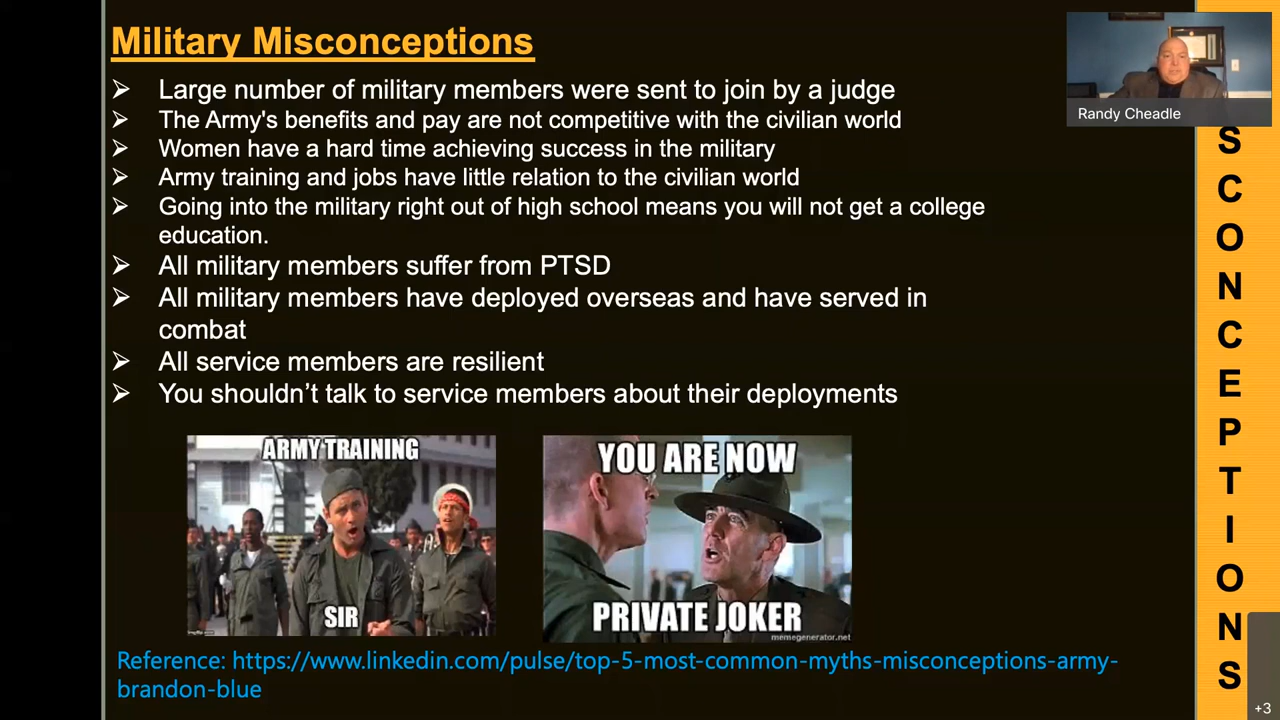 Military Misconceptions
Large number of military members were sent to join by a judge
The Army's benefits and pay are not competitive with the civilian world
Women have a hard time achieving success in the military
Army training and jobs have little relation to the civilian world
Going into the military right out of high school means you will not get a college
education.
All military members suffer from PTSD
All military members have deployed overseas and have served in
combat
All service members are resilient
You shouldn’t talk to service members about their deployments
ARMY TRAINING
SIR
imgflip.com
YOU ARE NOW
PRIVATE JOKER
memegenerator.net
Reference: https://www.linkedin.com/pulse/top-5-most-common-myths-misconceptions-army-
brandon-blue
Randy Cheadle
S
C
O
N
C
E
P
T
I
O
N
S
+3